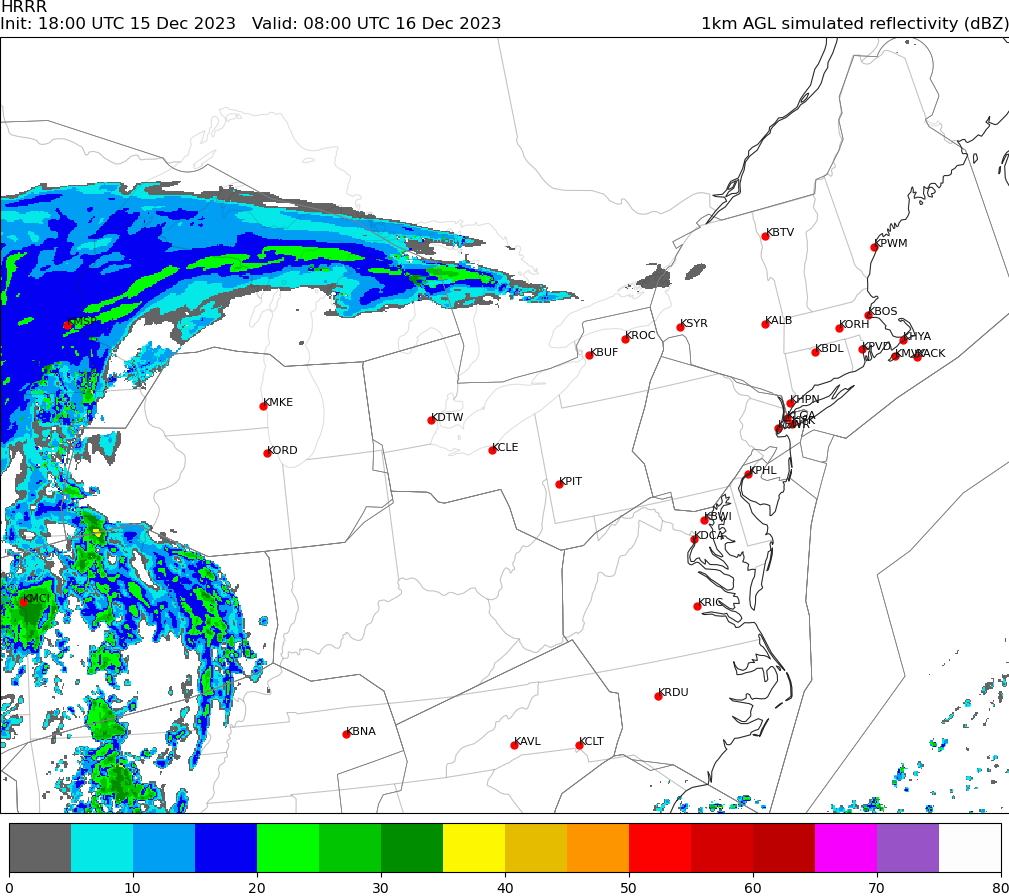 HRRR
Init: 18:00 UTC 15 Dec 2023   Valid: 08:00 UTC 16 Dec 2023   1km AGL simulated reflectivity (dBZ)
KBTV
KPWM
KMSP
KBOS
KALB
KORH
KSYR
KROC
KHYA
KBUF
KBDL
KPVD
KACK
KMKE
KHPN
KDTW
KLGA
KORD
KCLE
KPIT
KPHL
KBWI
KDCA
KMCI
KRIC
KRDU
KBNA
KAVL
KCLT
0 10 20 30 40 50 60 70 80